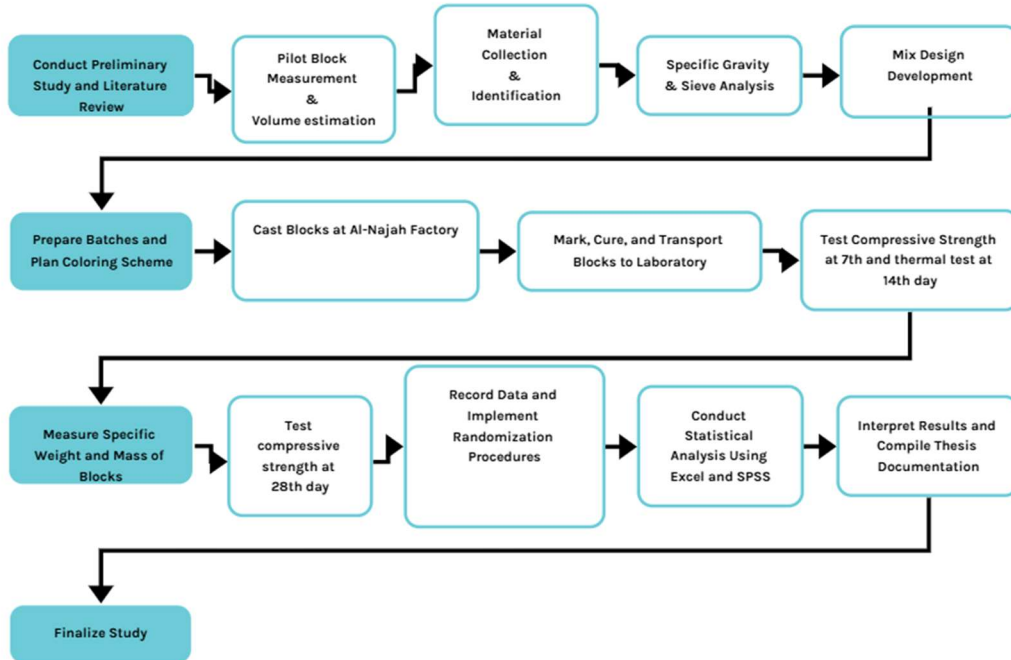 Conduct Preliminary
Study and Literature
Review
Pilot Block
Measurement
&
Volume estimation
Material
Collection
&
Identification
Specific Gravity
& Sieve Analysis
Mix Design
Development
Prepare Batches and
Plan Coloring Scheme
Cast Blocks at Al-Najah Factory
Mark, Cure, and Transport
Blocks to Laboratory
Test Compressive Strength
at 7th and thermal test at
14th day
Measure Specific
Weight and Mass of
Blocks
Test
compressive
strength at
28th day
Record Data and
Implement
Randomization
Procedures
Conduct
Statistical
Analysis Using
Excel and SPSS
Interpret Results and
Compile Thesis
Documentation
Finalize Study